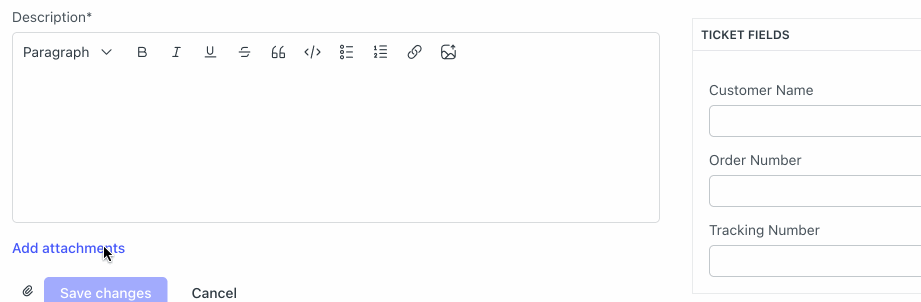 Description*
Paragraph
Add attachments
Save changes
Cancel
TICKET FIELDS
Customer Name
Order Number
Tracking Number